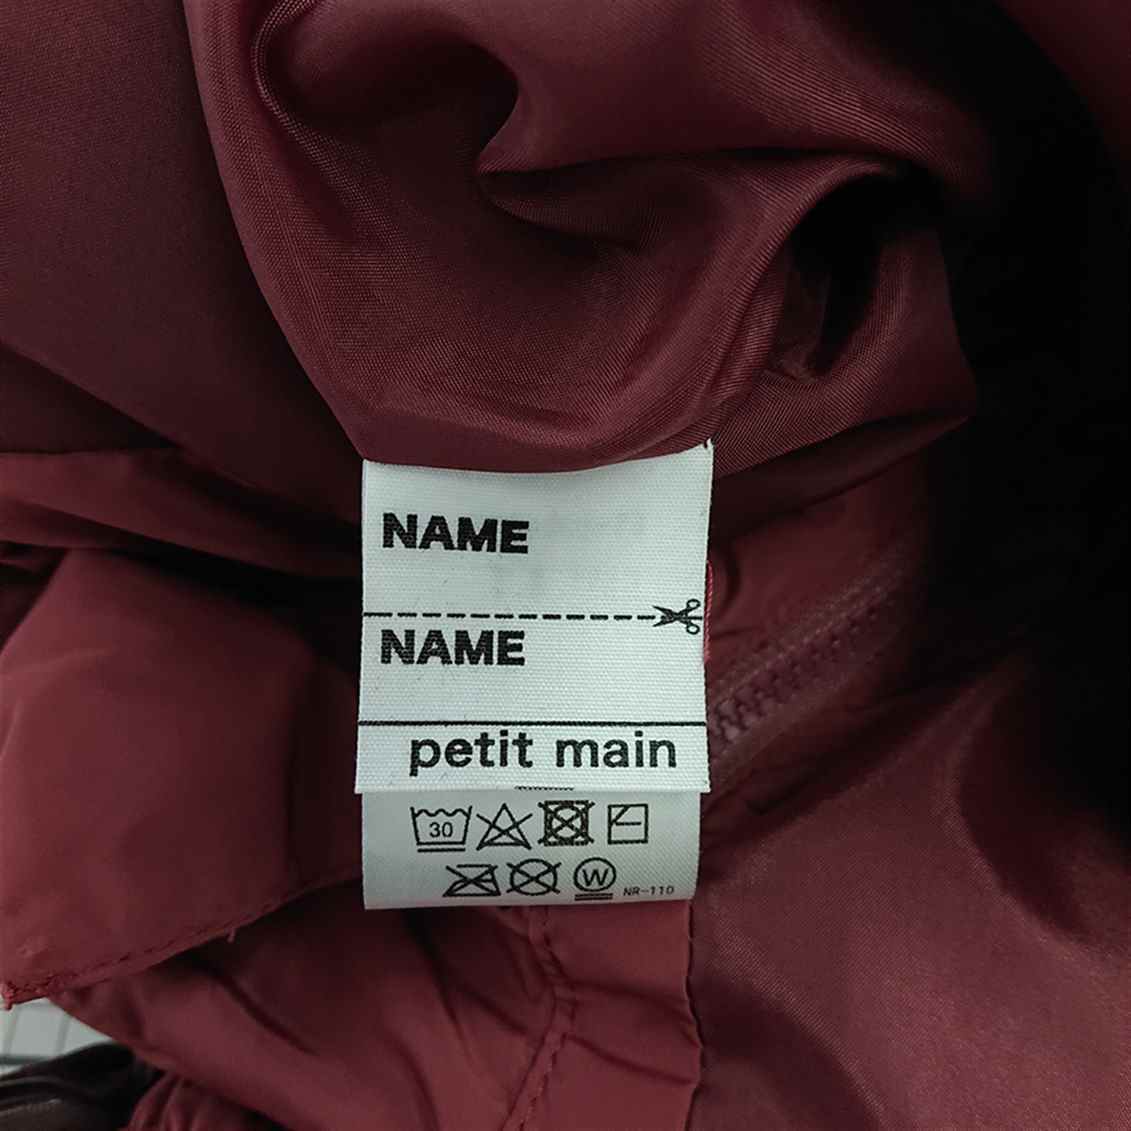 NAME
NAME
petit main
30
W
NR-110